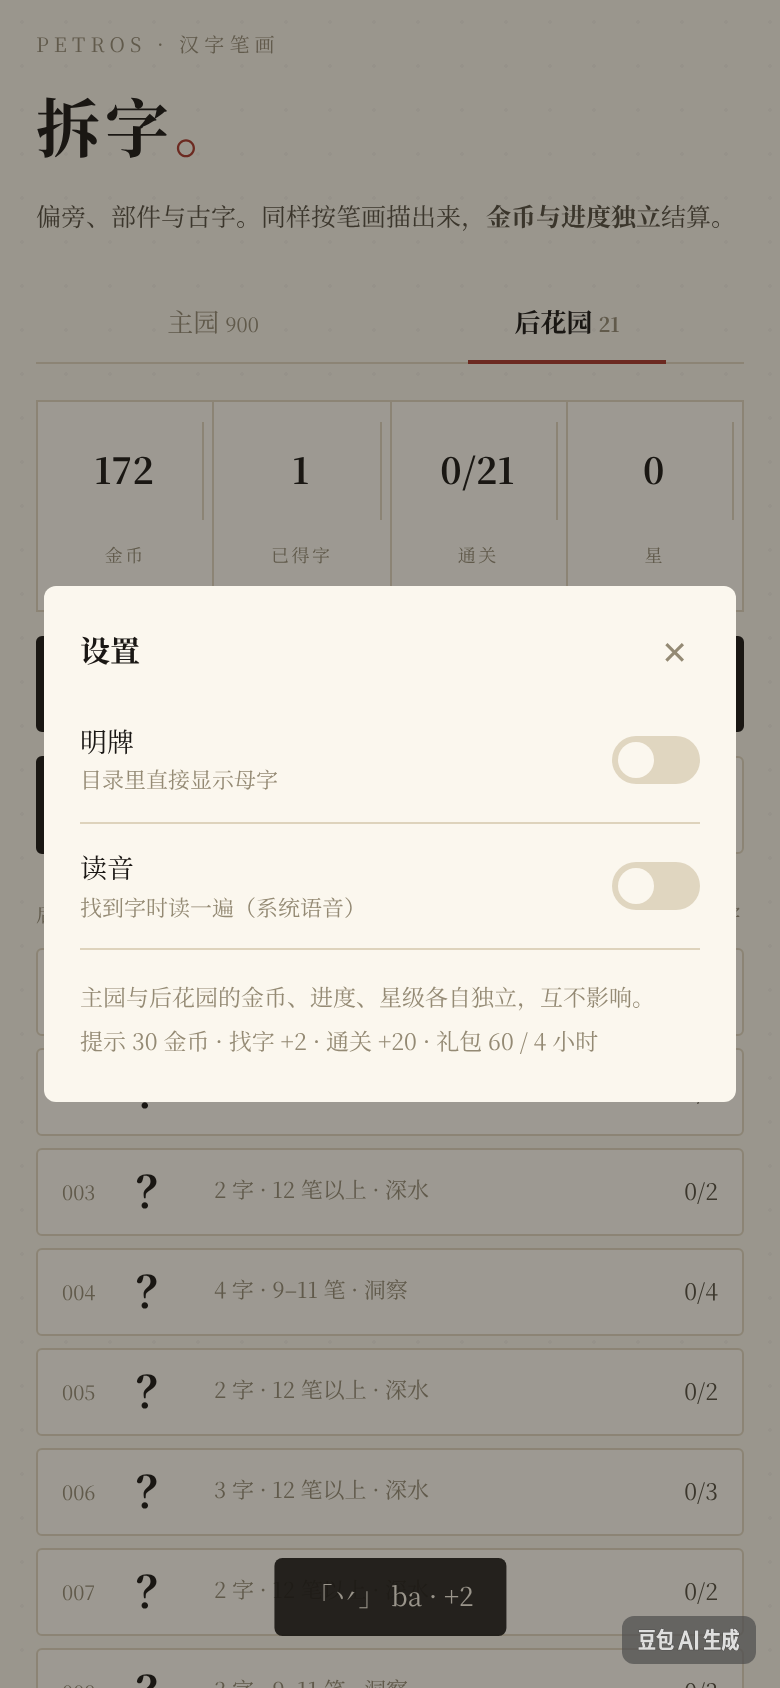 PETROS · 汉字笔画
拆字。
偏旁、部件与古字。同样按笔画描出来，金币与进度独立结算。
主园 900
后花园 21
172
1
0/21
0
金币
已得字
通关
星
设置
×
明牌
目录里直接显示母字
读音
找到字时读一遍（系统语音）
主园与后花园的金币、进度、星级各自独立，互不影响。
提示 30 金币 · 找字 +2 · 通关 +20 · 礼包 60 / 4 小时
003 ? 2 字 · 12 笔以上 · 深水 0/2
004 ? 4 字 · 9–11 笔 · 洞察 0/4
005 ? 2 字 · 12 笔以上 · 深水 0/2
006 ? 3 字 · 12 笔以上 · 深水 0/3
007 ? 2 字 · 12 0/2
「丷」 ba · +2
豆包 AI 生成